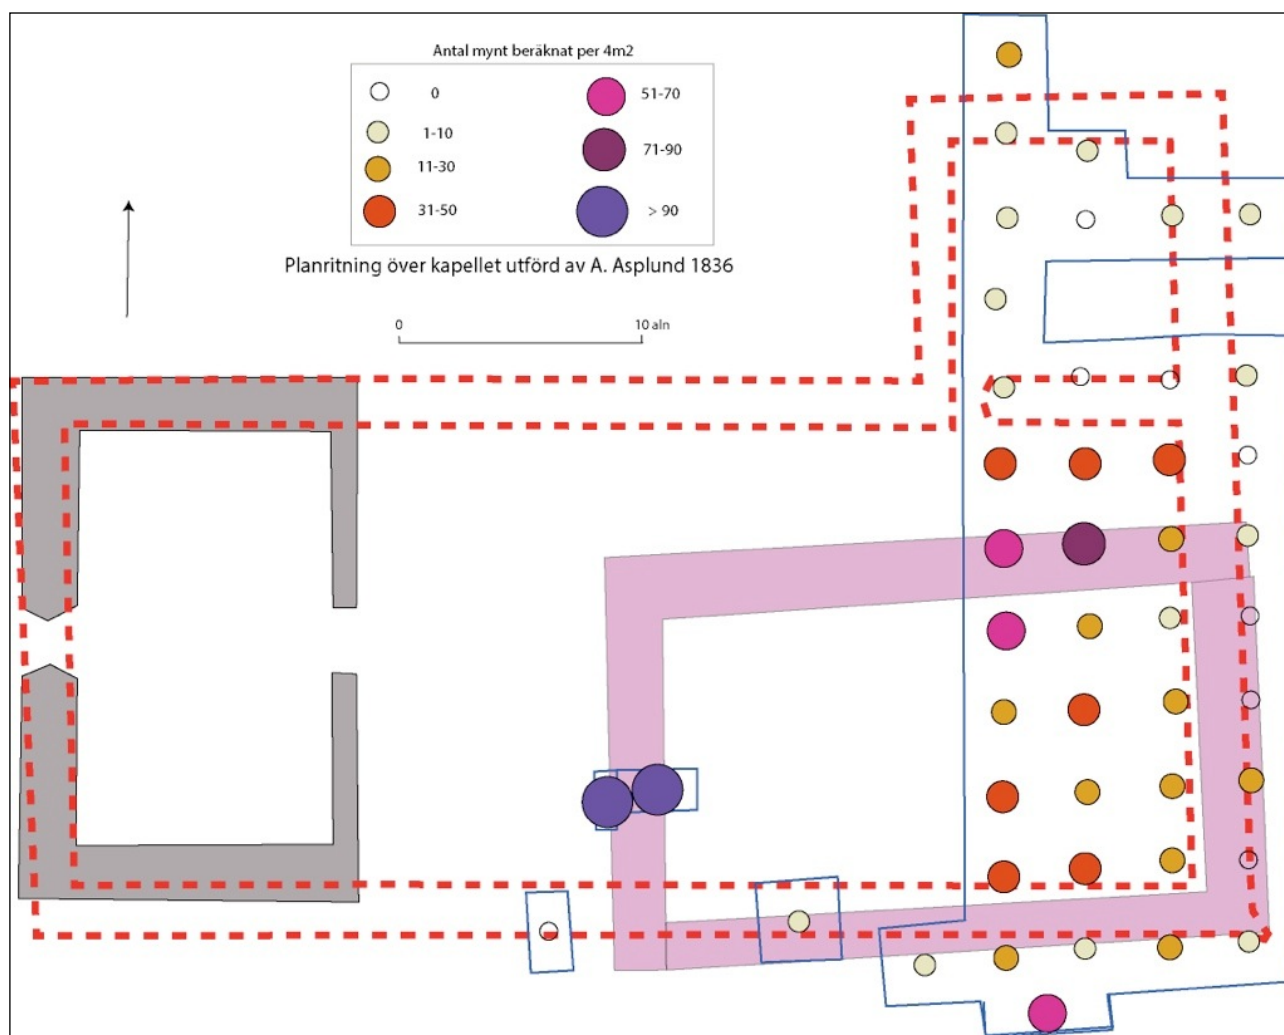 Antal mynt beräknat per 4m2
0
1-10
11-30
31-50
51-70
71-90
> 90
Planritning över kapellet utförd av A. Asplund 1836
0
10 aln